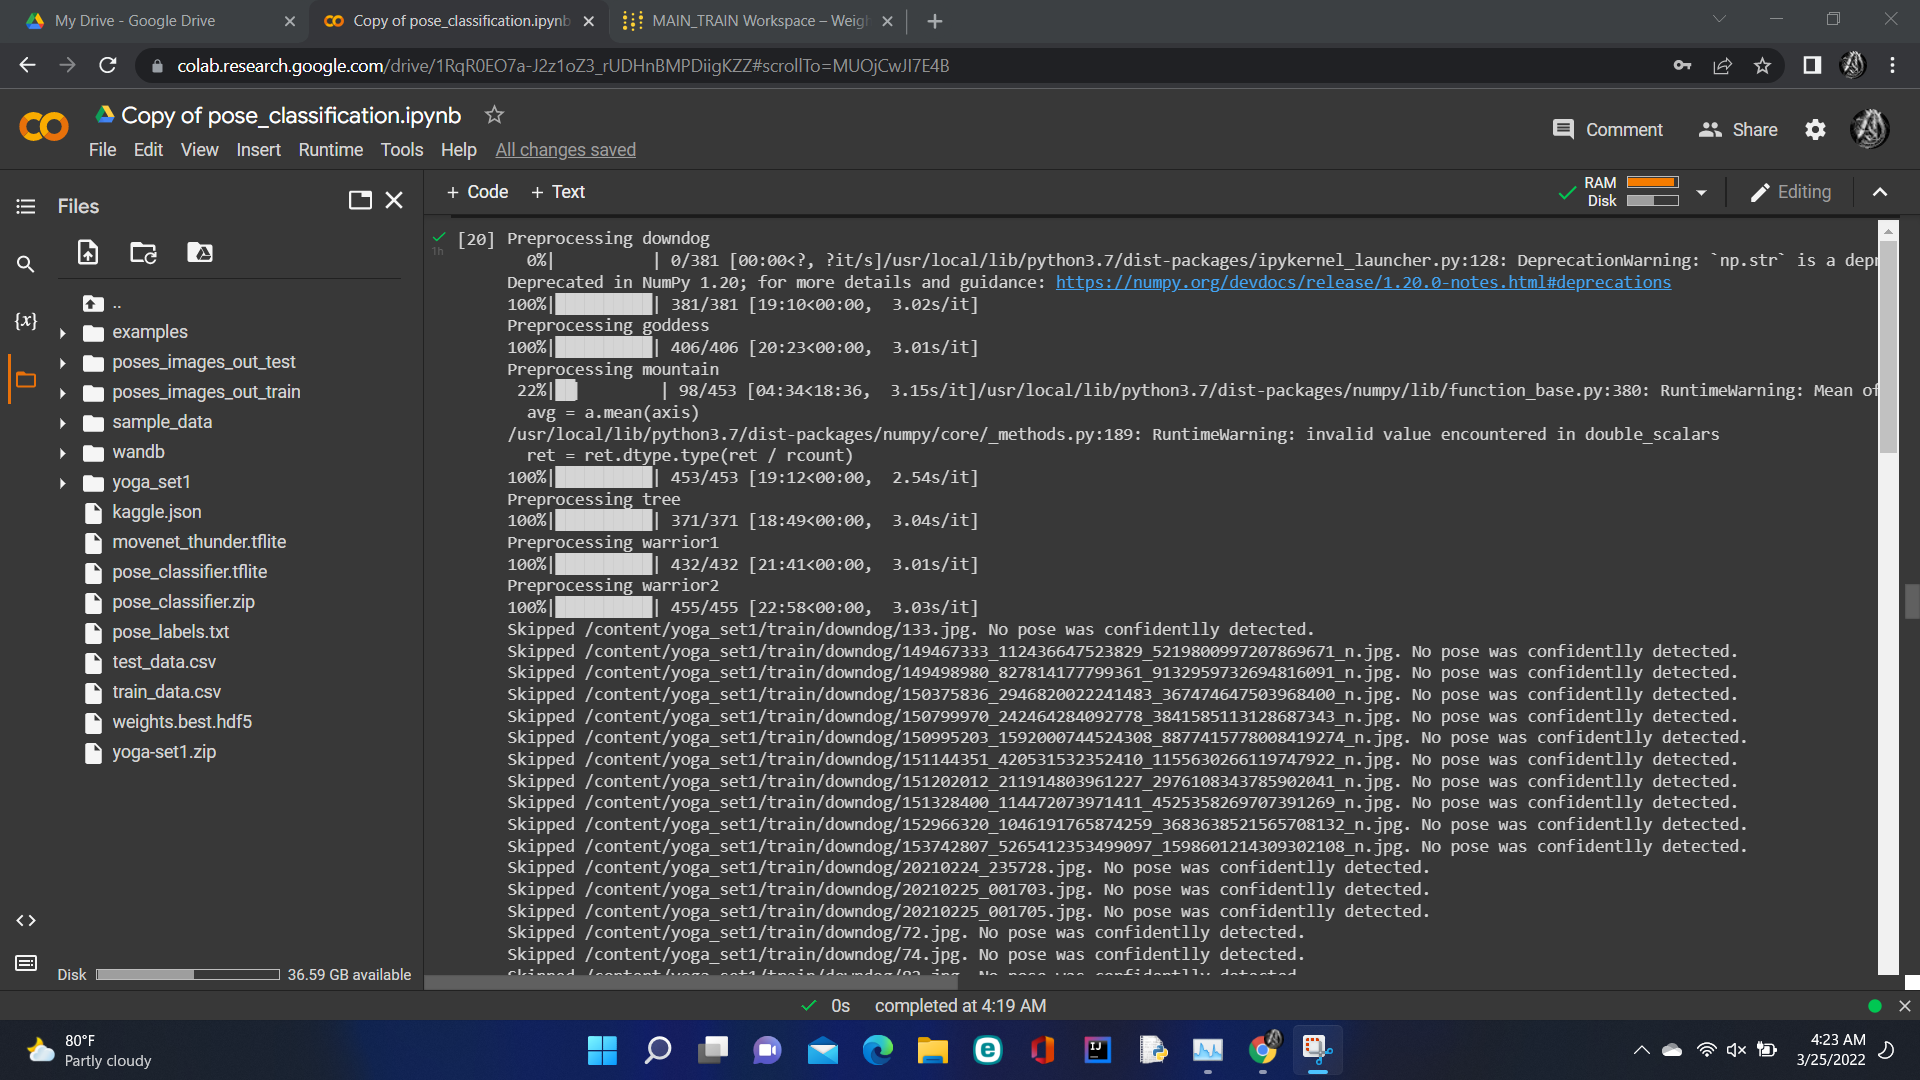 My Drive - Google Drive
Copy of pose_classification.ipynb
MAIN_TRAIN Workspace – Weigh
colab.research.google.com/drive/1RqR0EO7a-J2z1oZ3_rUDHnBMPDiigKZZ#scrollTo=MUOjCwJI7E4B
Copy of pose_classification.ipynb
Comment
Share
File Edit View Insert Runtime Tools Help All changes saved
Files
+ Code + Text
RAM
Disk
Editing
{x}
..
examples
poses_images_out_test
poses_images_out_train
sample_data
wandb
yoga_set1
kaggle.json
movenet_thunder.tflite
pose_classifier.tflite
pose_classifier.zip
pose_labels.txt
test_data.csv
train_data.csv
weights.best.hdf5
yoga-set1.zip
Disk 36.59 GB available
1h
[20] Preprocessing downdog
0%| | 0/381 [00:00<?, ?it/s]/usr/local/lib/python3.7/dist-packages/ipykernel_launcher.py:128: DeprecationWarning: `np.str` is a depr
Deprecated in NumPy 1.20; for more details and guidance: https://numpy.org/devdocs/release/1.20.0-notes.html#deprecations
100%|██████████| 381/381 [19:10<00:00, 3.02s/it]
Preprocessing goddess
100%|██████████| 406/406 [20:23<00:00, 3.01s/it]
Preprocessing mountain
22%|██ | 98/453 [04:34<18:36, 3.15s/it]/usr/local/lib/python3.7/dist-packages/numpy/lib/function_base.py:380: RuntimeWarning: Mean of
avg = a.mean(axis)
/usr/local/lib/python3.7/dist-packages/numpy/core/_methods.py:189: RuntimeWarning: invalid value encountered in double_scalars
ret = ret.dtype.type(ret / rcount)
100%|██████████| 453/453 [19:12<00:00, 2.54s/it]
Preprocessing tree
100%|██████████| 371/371 [18:49<00:00, 3.04s/it]
Preprocessing warrior1
100%|██████████| 432/432 [21:41<00:00, 3.01s/it]
Preprocessing warrior2
100%|██████████| 455/455 [22:58<00:00, 3.03s/it]
Skipped /content/yoga_set1/train/downdog/133.jpg. No pose was confidentlly detected.
Skipped /content/yoga_set1/train/downdog/149467333_112436647523829_5219800997207869671_n.jpg. No pose was confidentlly detected.
Skipped /content/yoga_set1/train/downdog/149498980_827814177799361_9132959732694816091_n.jpg. No pose was confidentlly detected.
Skipped /content/yoga_set1/train/downdog/150375836_2946820022241483_367474647503968400_n.jpg. No pose was confidentlly detected.
Skipped /content/yoga_set1/train/downdog/150799970_242464284092778_3841585113128687343_n.jpg. No pose was confidentlly detected.
Skipped /content/yoga_set1/train/downdog/150995203_1592000744524308_8877415778008419274_n.jpg. No pose was confidentlly detected.
Skipped /content/yoga_set1/train/downdog/151144351_420531532352410_1155630266119747922_n.jpg. No pose was confidentlly detected.
Skipped /content/yoga_set1/train/downdog/151202012_211914803961227_2976108343785902041_n.jpg. No pose was confidentlly detected.
Skipped /content/yoga_set1/train/downdog/151328400_114472073971411_4525358269707391269_n.jpg. No pose was confidentlly detected.
Skipped /content/yoga_set1/train/downdog/152966320_1046191765874259_3683638521565708132_n.jpg. No pose was confidentlly detected.
Skipped /content/yoga_set1/train/downdog/153742807_5265412353499097_1598601214309302108_n.jpg. No pose was confidentlly detected.
Skipped /content/yoga_set1/train/downdog/20210224_235728.jpg. No pose was confidentlly detected.
Skipped /content/yoga_set1/train/downdog/20210225_001703.jpg. No pose was confidentlly detected.
Skipped /content/yoga_set1/train/downdog/20210225_001705.jpg. No pose was confidentlly detected.
Skipped /content/yoga_set1/train/downdog/72.jpg. No pose was confidentlly detected.
Skipped /content/yoga_set1/train/downdog/74.jpg. No pose was confidentlly detected.
0s completed at 4:19 AM
80°F
Partly cloudy
4:23 AM
3/25/2022